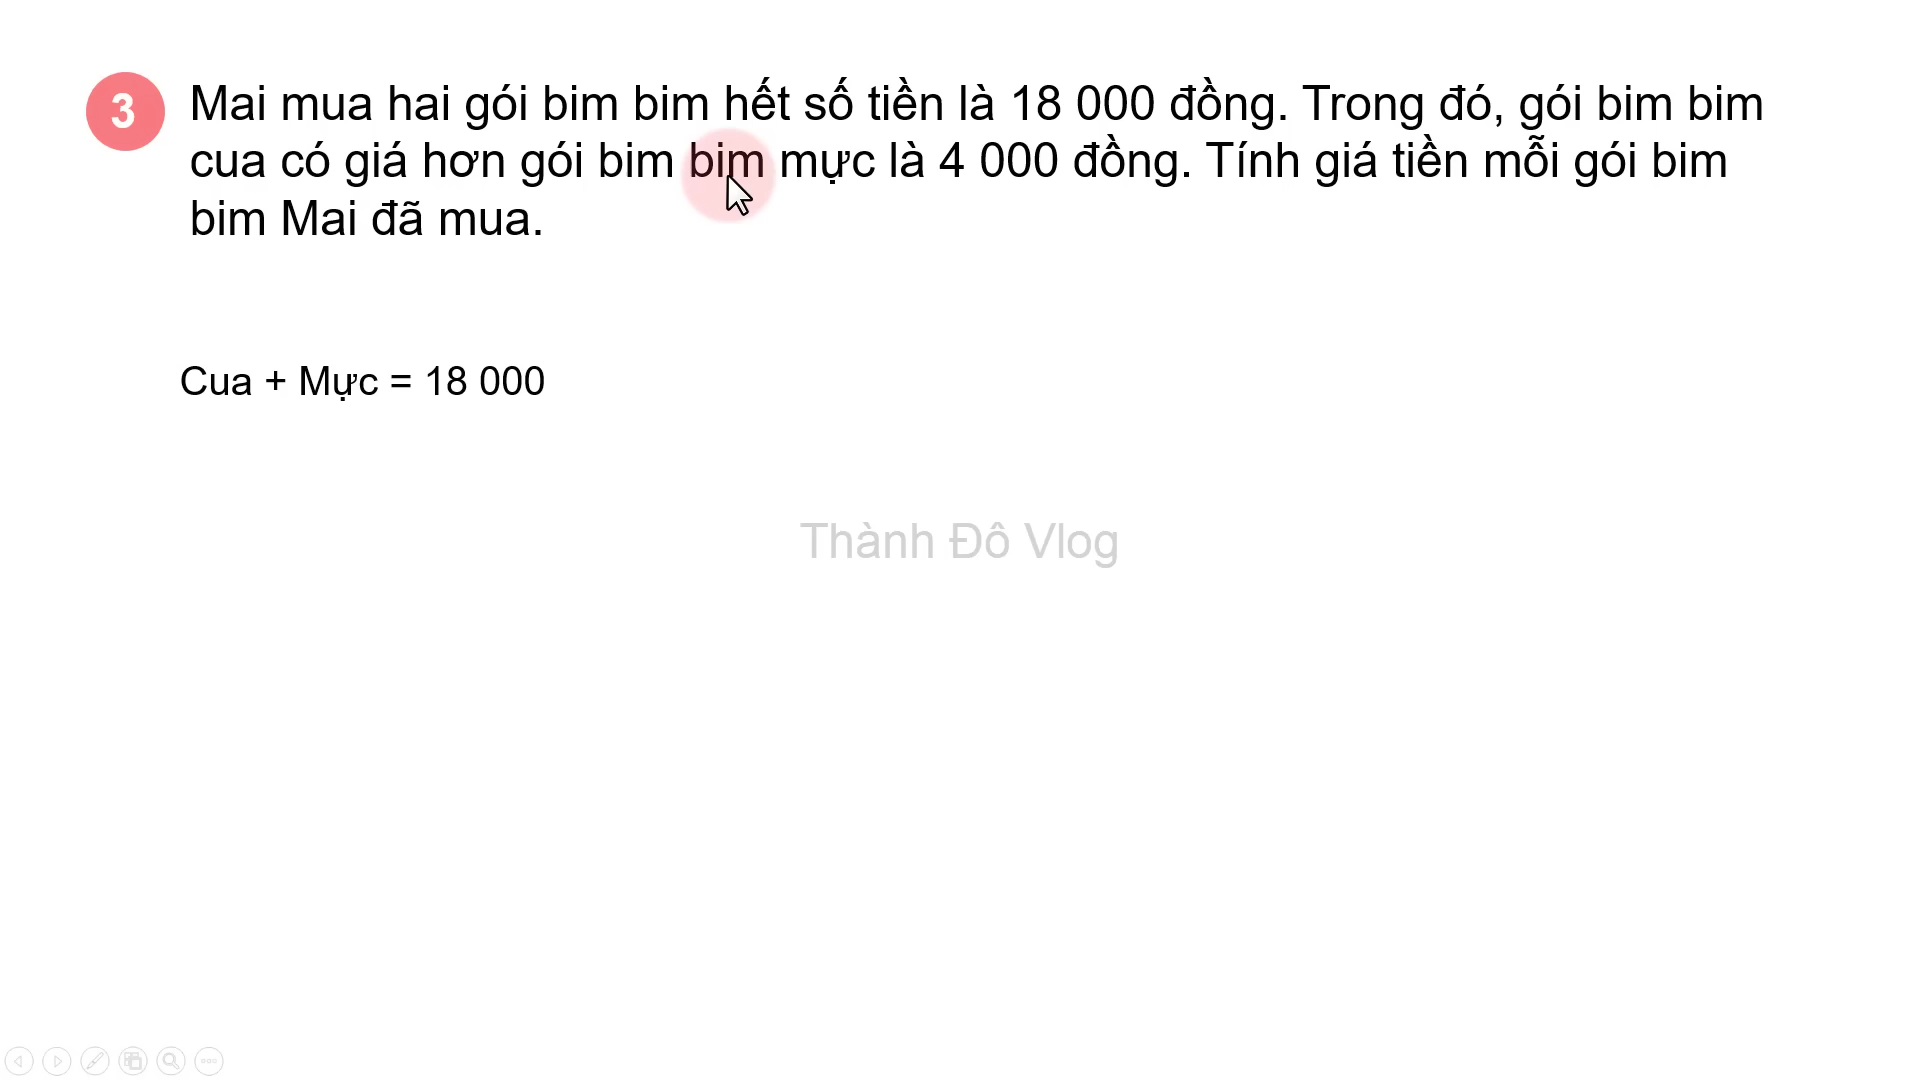 3
Mai mua hai gói bim bim hết số tiền là 18 000 đồng. Trong đó, gói bim bim
cua có giá hơn gói bim bim mực là 4 000 đồng. Tính giá tiền mỗi gói bim
bim Mai đã mua.
Cua + Mực = 18 000
Thành Đô Vlog